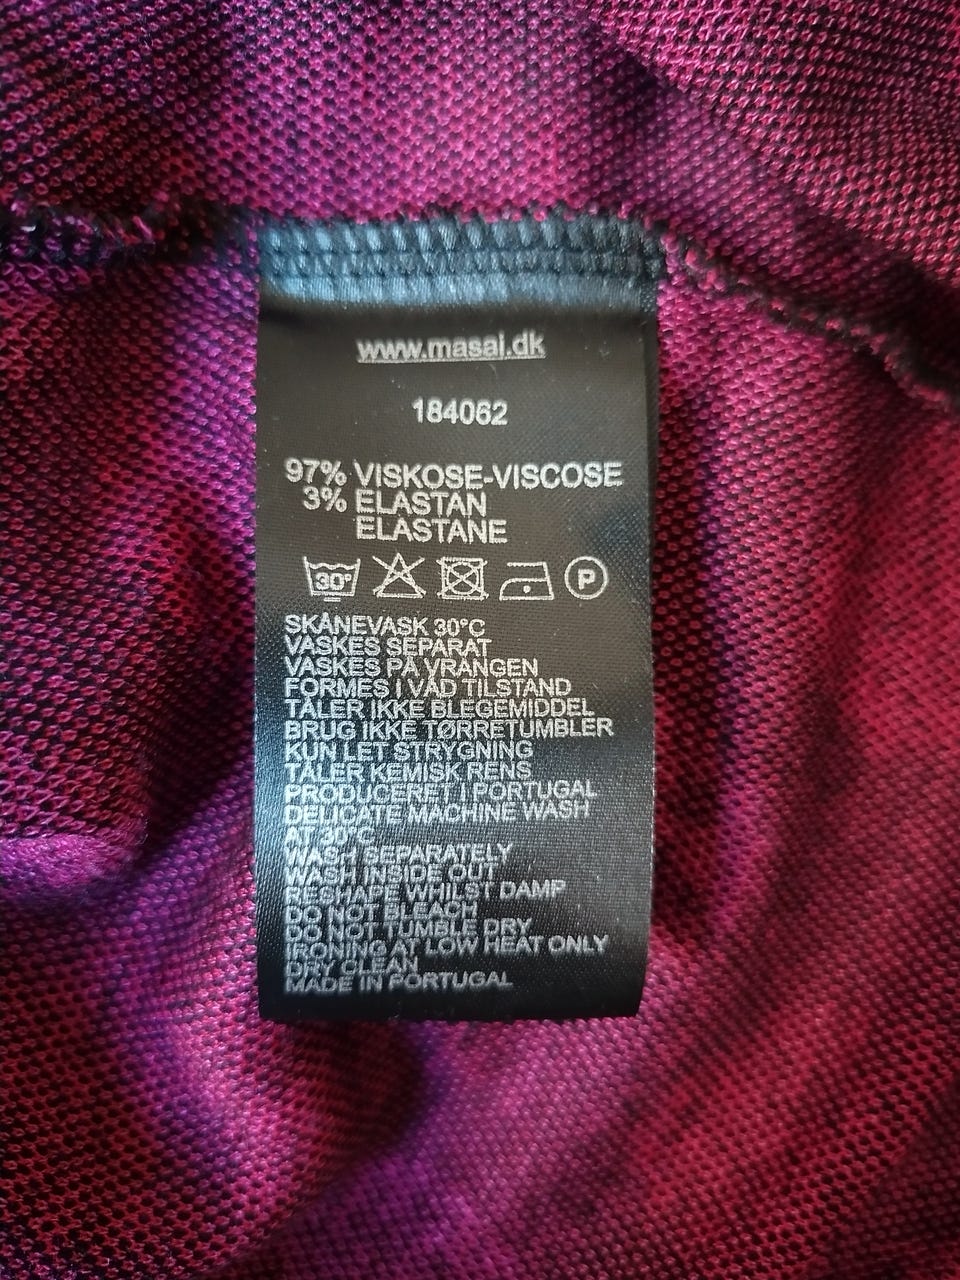 www.masai.dk
184062
97% VISKOSE-VISCOSE
3% ELASTAN
ELASTANE
30° P
SKÅNEVASK 30°C
VASKES SEPARAT
VASKES PÅ VRANGEN
FORMES I VÅD TILSTAND
TÅLER IKKE BLEGEMIDDEL
BRUG IKKE TØRRETUMBLER
KUN LET STRYGNING
TÅLER KEMISK RENS
PRODUCERET I PORTUGAL
DELICATE MACHINE WASH
AT 30°C
WASH SEPARATELY
WASH INSIDE OUT
RESHAPE WHILST DAMP
DO NOT BLEACH
DO NOT TUMBLE DRY
IRONING AT LOW HEAT ONLY
DRY CLEAN
MADE IN PORTUGAL